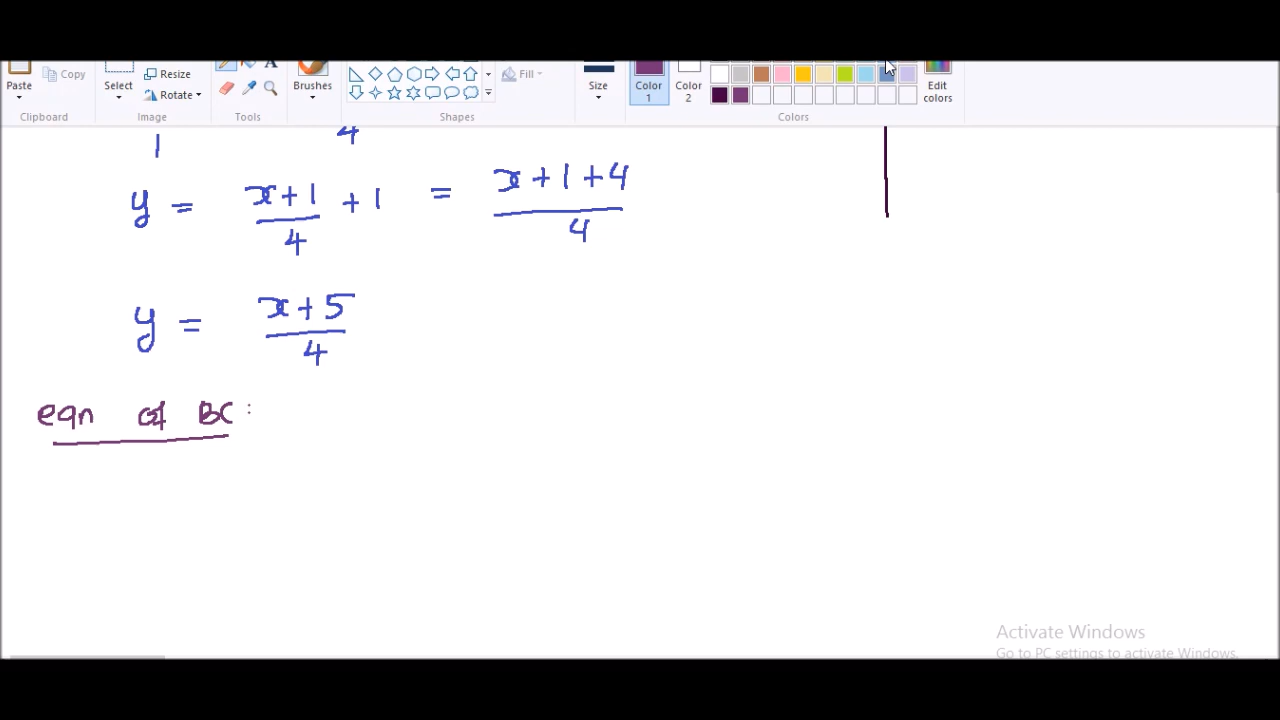 Paste Copy Select Resize Rotate A Brushes Fill Size Color 1 Color 2 Edit colors
Clipboard Image Tools Shapes Colors
1 4
y = x+1/4 + 1 = x+1+4/4
y = x+5/4
eqn of BC:
Activate Windows
Go to PC settings to activate Windows.